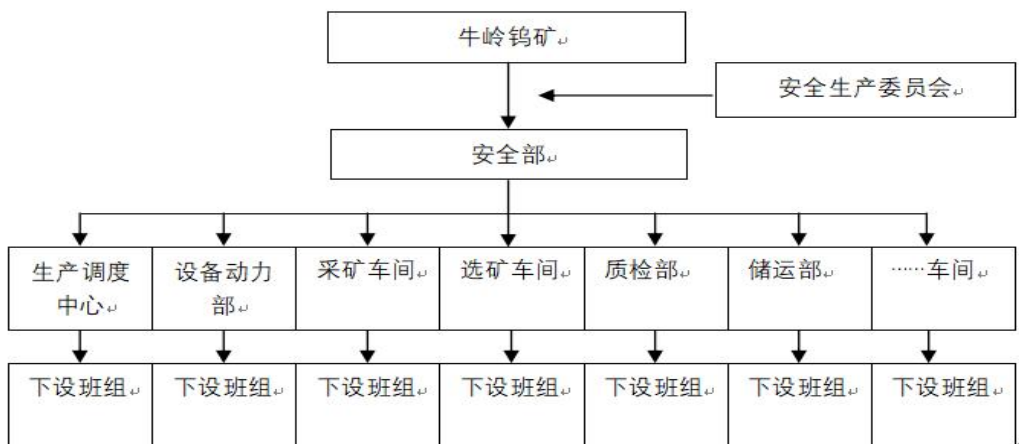 牛岭钨矿
安全生产委员会
安全部
生产调度
中心
设备动力
部
采矿车间
选矿车间
质检部
储运部
……车间
下设班组
下设班组
下设班组
下设班组
下设班组
下设班组
下设班组